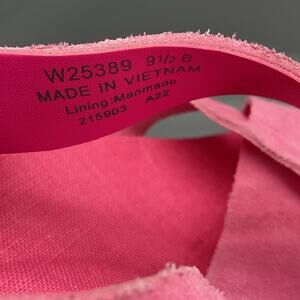 W25389 9 1/2 B
MADE IN VIETNAM
Lining:Manmade
215903 A22